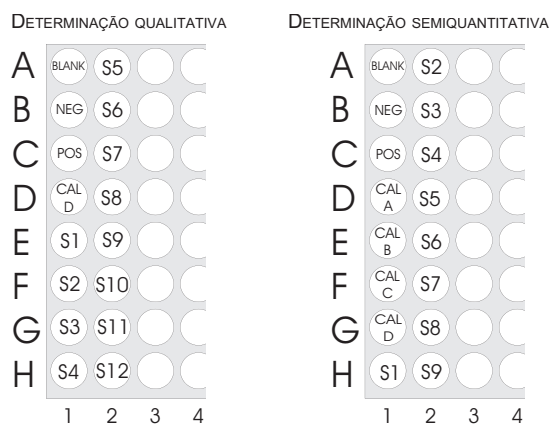 DETERMINAÇÃO QUALITATIVA
A BLANK S5
B NEG S6
C POS S7
D CAL D S8
E S1 S9
F S2 S10
G S3 S11
H S4 S12
1 2 3 4
DETERMINAÇÃO SEMIQUANTITATIVA
A BLANK S2
B NEG S3
C POS S4
D CAL A S5
E CAL B S6
F CAL C S7
G CAL D S8
H S1 S9
1 2 3 4